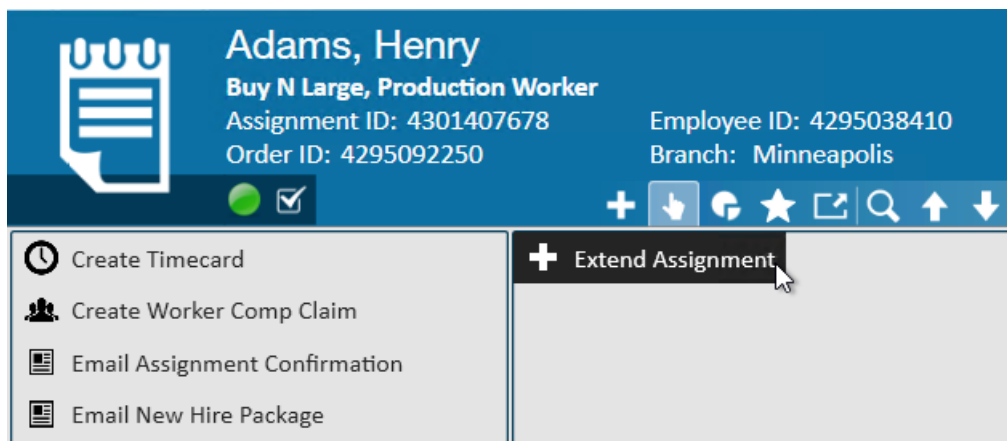 Adams, Henry
Buy N Large, Production Worker
Assignment ID: 4301407678
Employee ID: 4295038410
Order ID: 4295092250
Branch: Minneapolis
Create Timecard
Extend Assignment
Create Worker Comp Claim
Email Assignment Confirmation
Email New Hire Package